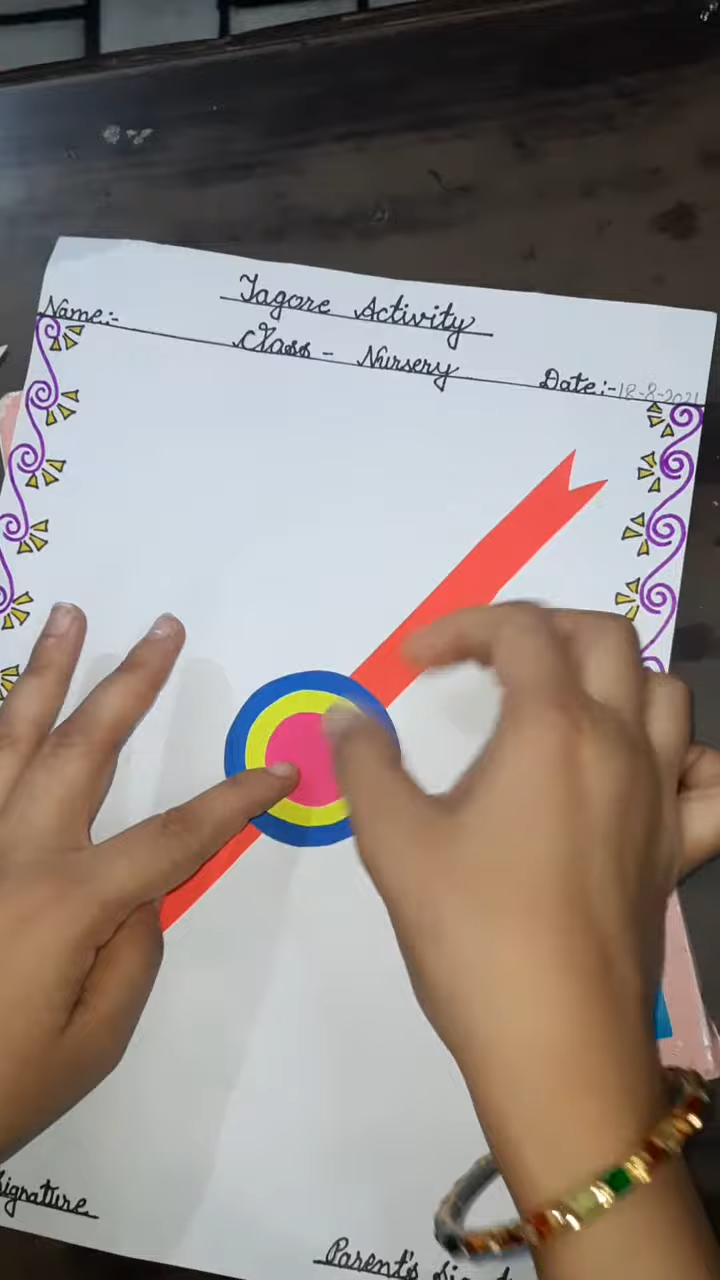 Tagore Activity
Name:-
Class - Nursery
Date:- 18-8-2021
Signature
Parent's